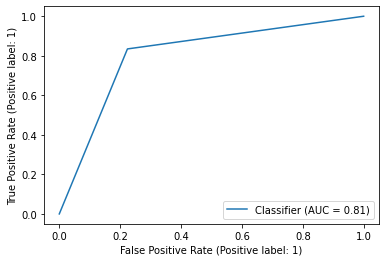 1.0
0.8
0.6
0.4
0.2
0.0
True Positive Rate (Positive label: 1)
Classifier (AUC = 0.81)
0.0 0.2 0.4 0.6 0.8 1.0
False Positive Rate (Positive label: 1)